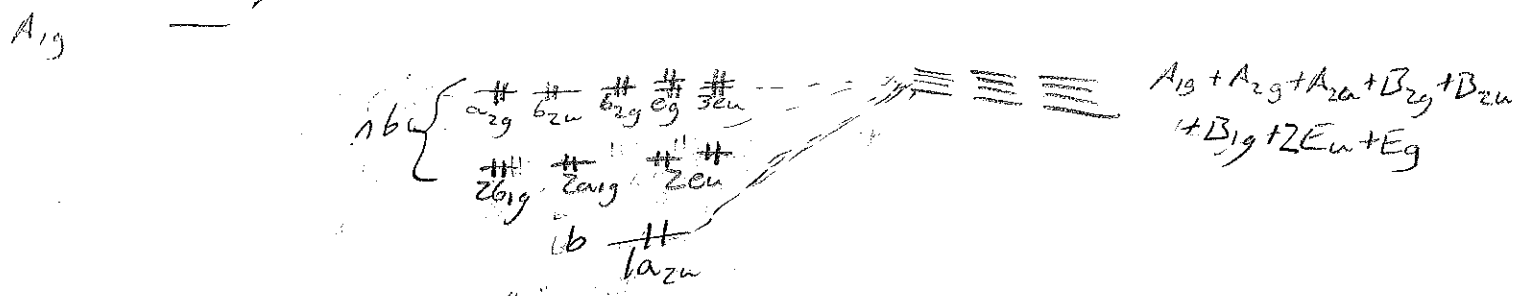 A1g
a2g b2u b2g eg 3eu
A1g + A2g + A2u + B2g + B2u
+ B1g + 2Eu + Eg
nb
2b1g 2a1g 2eu
b
1a2u